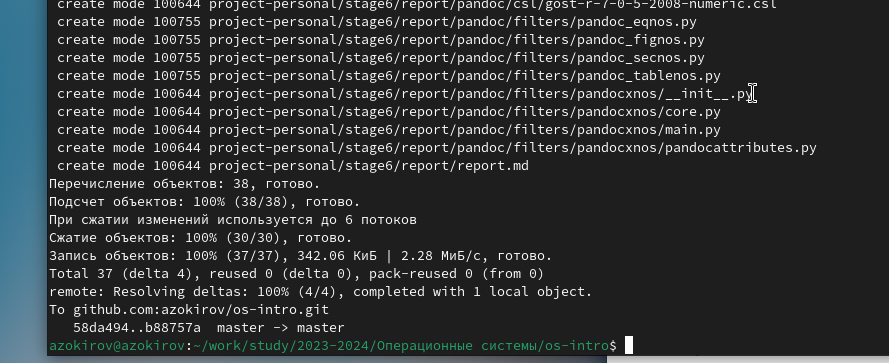 create mode 100644 project-personal/stage6/report/pandoc/csl/gost-r-7-0-5-2008-numeric.csl
create mode 100755 project-personal/stage6/report/pandoc/filters/pandoc_eqnos.py
create mode 100755 project-personal/stage6/report/pandoc/filters/pandoc_fignos.py
create mode 100755 project-personal/stage6/report/pandoc/filters/pandoc_secnos.py
create mode 100755 project-personal/stage6/report/pandoc/filters/pandoc_tablenos.py
create mode 100644 project-personal/stage6/report/pandoc/filters/pandocxnos/__init__.py
create mode 100644 project-personal/stage6/report/pandoc/filters/pandocxnos/core.py
create mode 100644 project-personal/stage6/report/pandoc/filters/pandocxnos/main.py
create mode 100644 project-personal/stage6/report/pandoc/filters/pandocxnos/pandocattributes.py
create mode 100644 project-personal/stage6/report/report.md
Перечисление объектов: 38, готово.
Подсчет объектов: 100% (38/38), готово.
При сжатии изменений используется до 6 потоков
Сжатие объектов: 100% (30/30), готово.
Запись объектов: 100% (37/37), 342.06 КиБ | 2.28 МиБ/с, готово.
Total 37 (delta 4), reused 0 (delta 0), pack-reused 0 (from 0)
remote: Resolving deltas: 100% (4/4), completed with 1 local object.
To github.com:azokirov/os-intro.git
58da494..b88757a  master -> master
azokirov@azokirov:~/work/study/2023-2024/Операционные системы/os-intro$